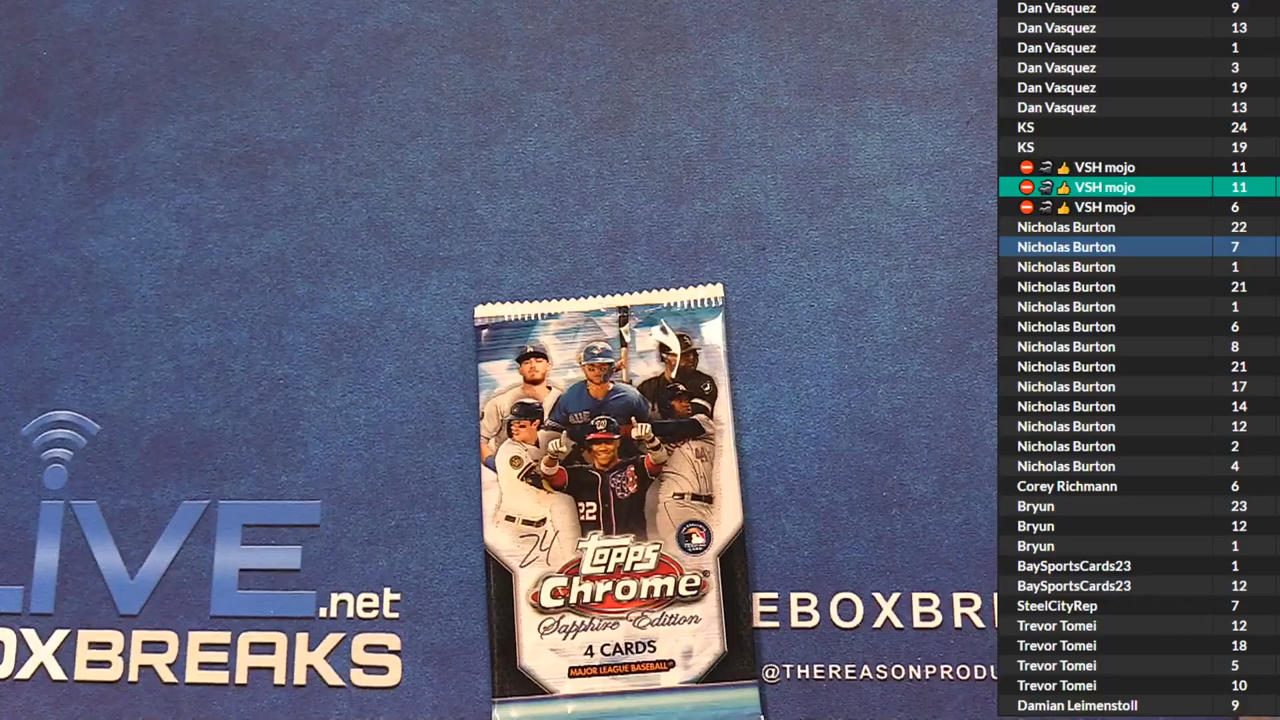 Dan Vasquez 9
Dan Vasquez 13
Dan Vasquez 1
Dan Vasquez 3
Dan Vasquez 19
Dan Vasquez 13
KS 24
KS 19
⛔ 👍 VSH mojo 11
⛔ 👍 VSH mojo 11
⛔ 👍 VSH mojo 6
Nicholas Burton 22
Nicholas Burton 7
Nicholas Burton 1
Nicholas Burton 21
Nicholas Burton 1
Nicholas Burton 6
Nicholas Burton 8
Nicholas Burton 21
Nicholas Burton 17
Nicholas Burton 14
Nicholas Burton 12
Nicholas Burton 2
Nicholas Burton 4
Corey Richmann 6
Bryun 23
Bryun 12
Bryun 1
BaySportsCards23 1
BaySportsCards23 12
SteelCityRep 7
Trevor Tomei 12
Trevor Tomei 18
Trevor Tomei 5
Trevor Tomei 10
Damian Leimenstoll 9
22
24
Topps
Chrome
Sapphire Edition
4 CARDS
MAJOR LEAGUE BASEBALL
LiVE.net
OXBREAKS
EBOXBR
@THEREASONPRODU